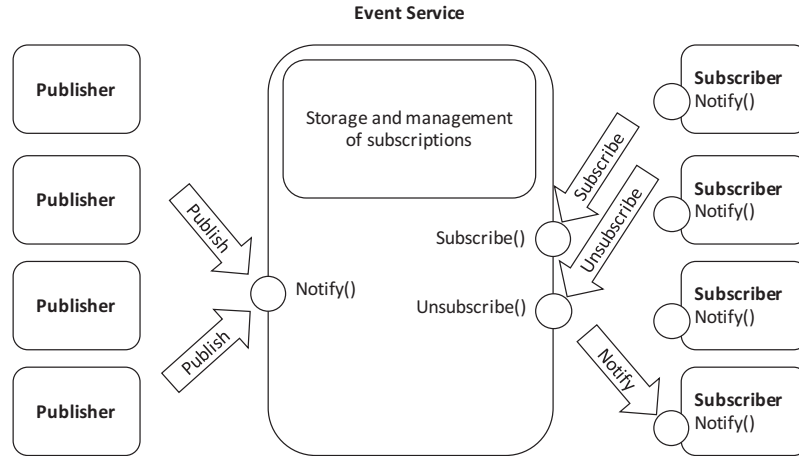 Event Service
Publisher
Publisher
Publisher
Publisher
Publish
Publish
Storage and management
of subscriptions
Notify()
Subscribe()
Unsubscribe()
Subscribe
Unsubscribe
Notify
Subscriber
Notify()
Subscriber
Notify()
Subscriber
Notify()
Subscriber
Notify()